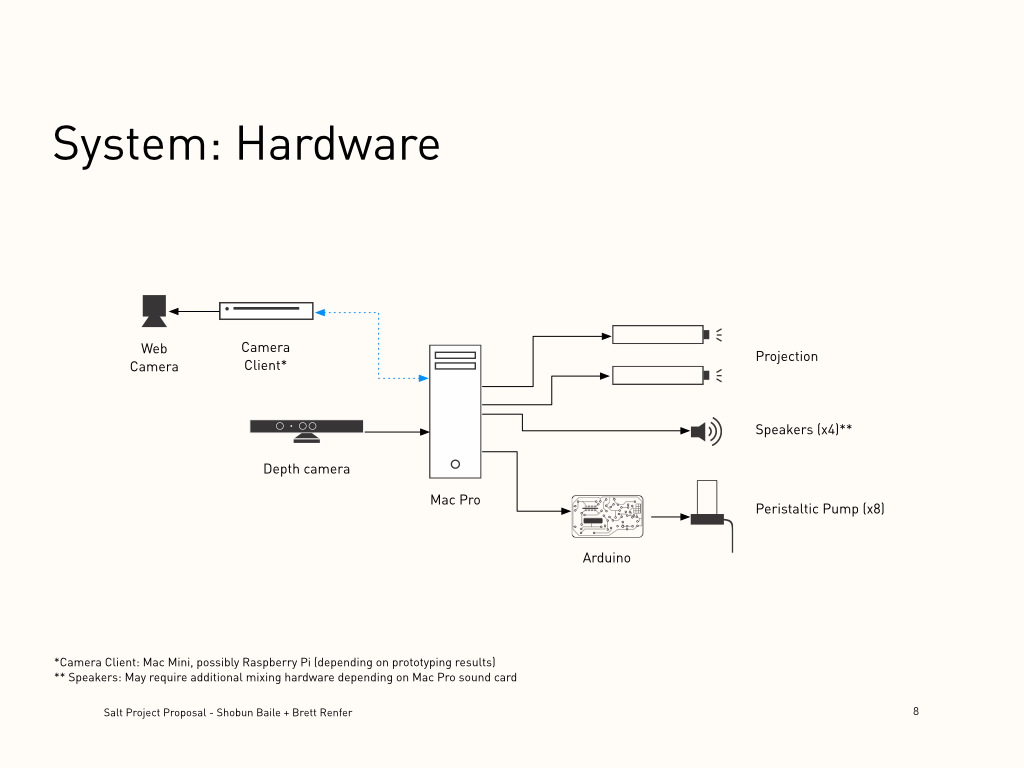 System: Hardware
Web
Camera
Camera
Client*
Projection
Speakers (x4)**
Depth camera
Mac Pro
Peristaltic Pump (x8)
Arduino
*Camera Client: Mac Mini, possibly Raspberry Pi (depending on prototyping results)
** Speakers: May require additional mixing hardware depending on Mac Pro sound card
Salt Project Proposal - Shobun Baile + Brett Renfer
8